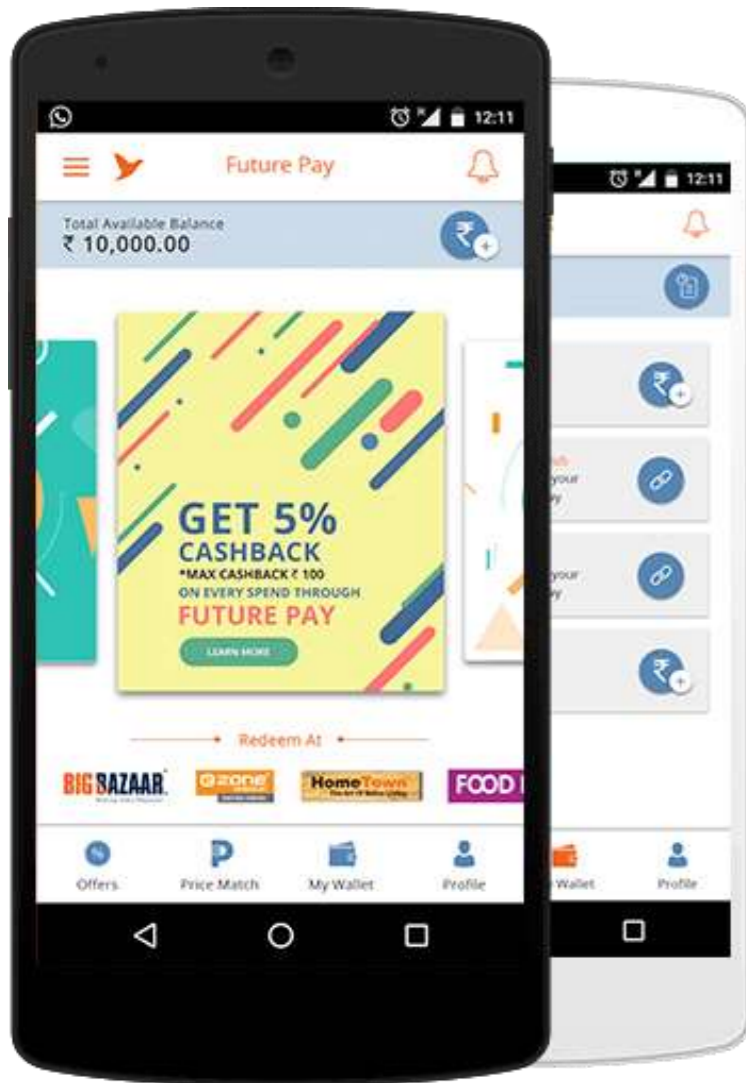 12:11
Future Pay
Total Available Balance
₹ 10,000.00
GET 5%
CASHBACK
*MAX CASHBACK ₹ 100
ON EVERY SPEND THROUGH
FUTURE PAY
LEARN MORE
Redeem At
BIG BAZAAR
ezone
HomeTown
FOOD
Offers
Price Match
My Wallet
Profile
12:11
your
y
your
y
Wallet
Profile